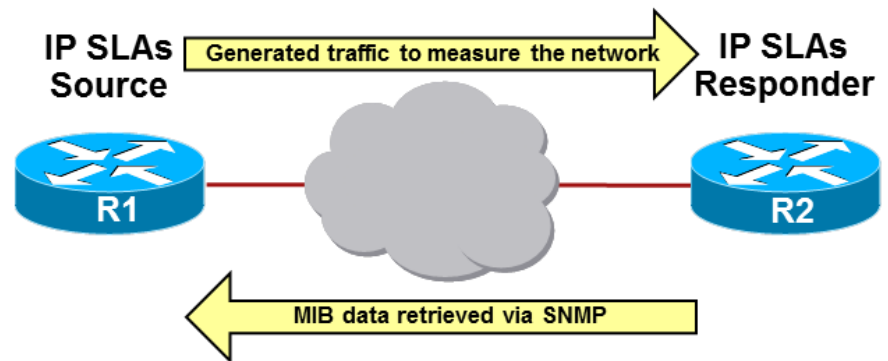 IP SLAs
Source
Generated traffic to measure the network
IP SLAs
Responder
R1
R2
MIB data retrieved via SNMP